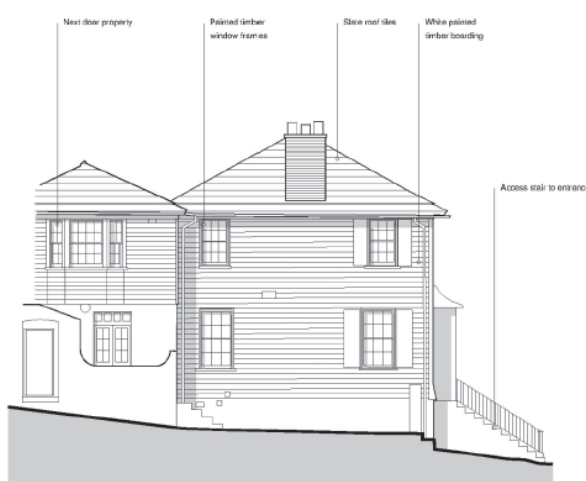 Next door property
Painted timber
window frames
Slate roof tiles
White painted
timber boarding
Access stair to entranc